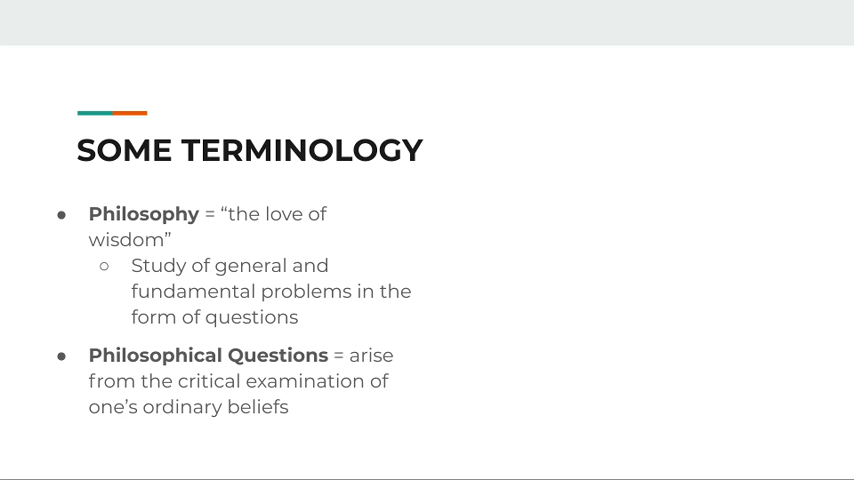 SOME TERMINOLOGY
● Philosophy = “the love of
wisdom”
○ Study of general and
fundamental problems in the
form of questions
● Philosophical Questions = arise
from the critical examination of
one’s ordinary beliefs